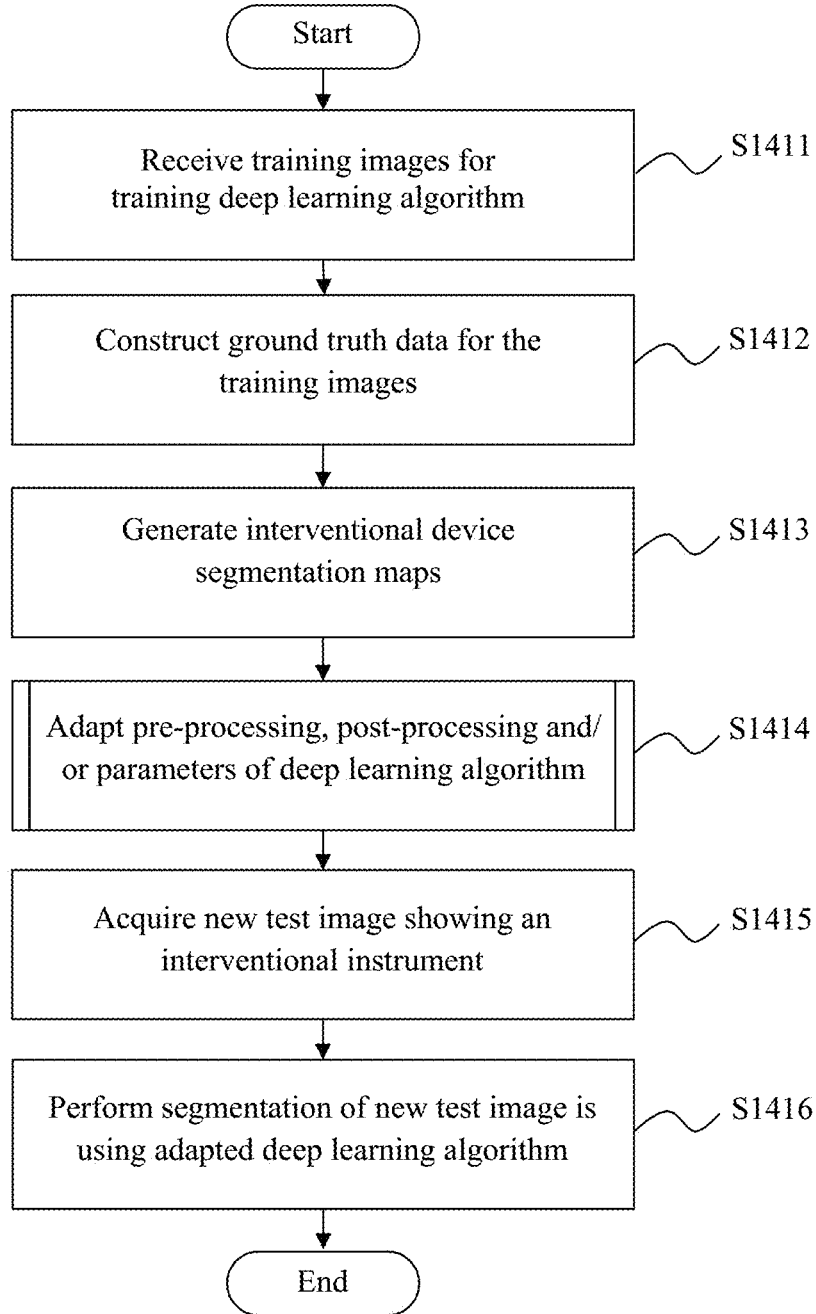 Start
Receive training images for
training deep learning algorithm
S1411
Construct ground truth data for the
training images
S1412
Generate interventional device
segmentation maps
S1413
Adapt pre-processing, post-processing and/
or parameters of deep learning algorithm
S1414
Acquire new test image showing an
interventional instrument
S1415
Perform segmentation of new test image is
using adapted deep learning algorithm
S1416
End